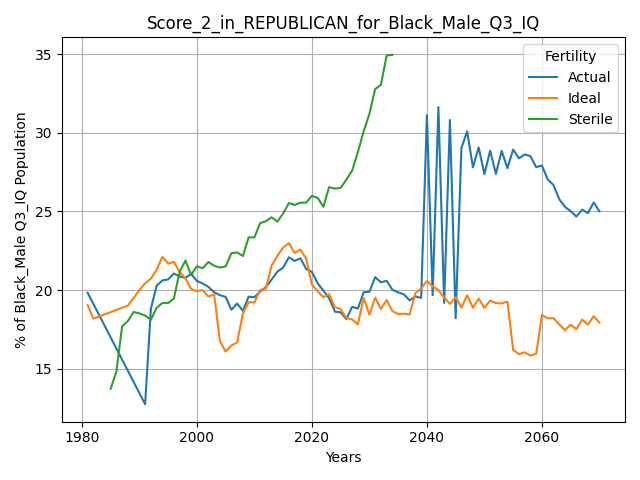 Score_2_in_REPUBLICAN_for_Black_Male_Q3_IQ
% of Black_Male Q3_IQ Population
35
30
25
20
15
Fertility
Actual
Ideal
Sterile
1980
2000
2020
2040
2060
Years